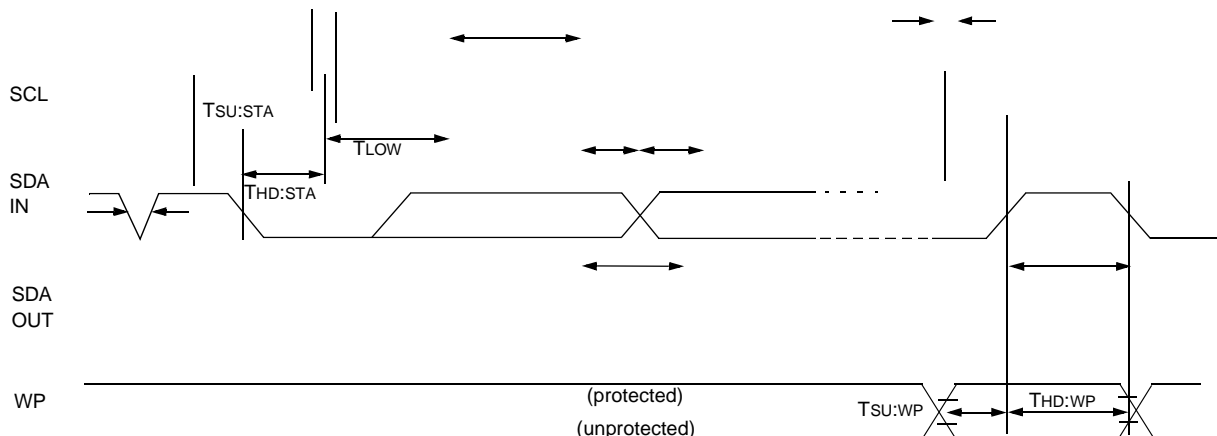 SCL
TSU:STA
TLOW
SDA
IN
THD:STA
SDA
OUT
WP
(protected)
TSU:WP
THD:WP
(unprotected)